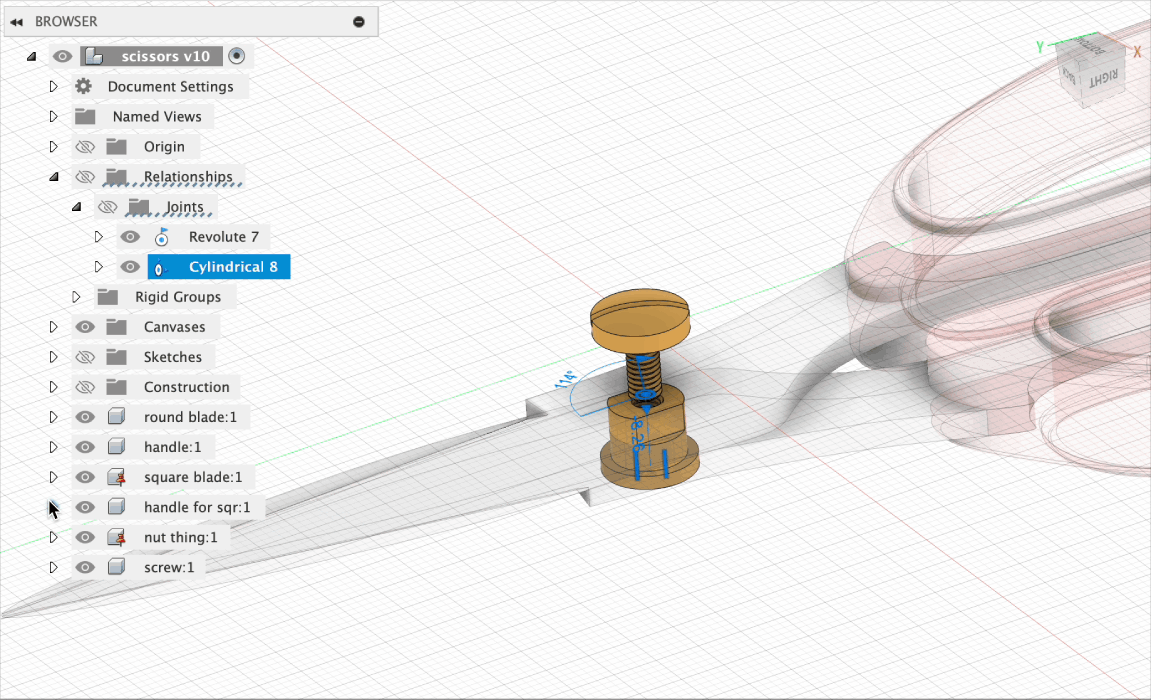 BROWSER
scissors v10
Document Settings
Named Views
Origin
Relationships
Joints
Revolute 7
Cylindrical 8
Rigid Groups
Canvases
Sketches
Construction
round blade:1
handle:1
square blade:1
handle for sqr:1
nut thing:1
screw:1
114°
Y
X
BOTTOM
BACK
RIGHT